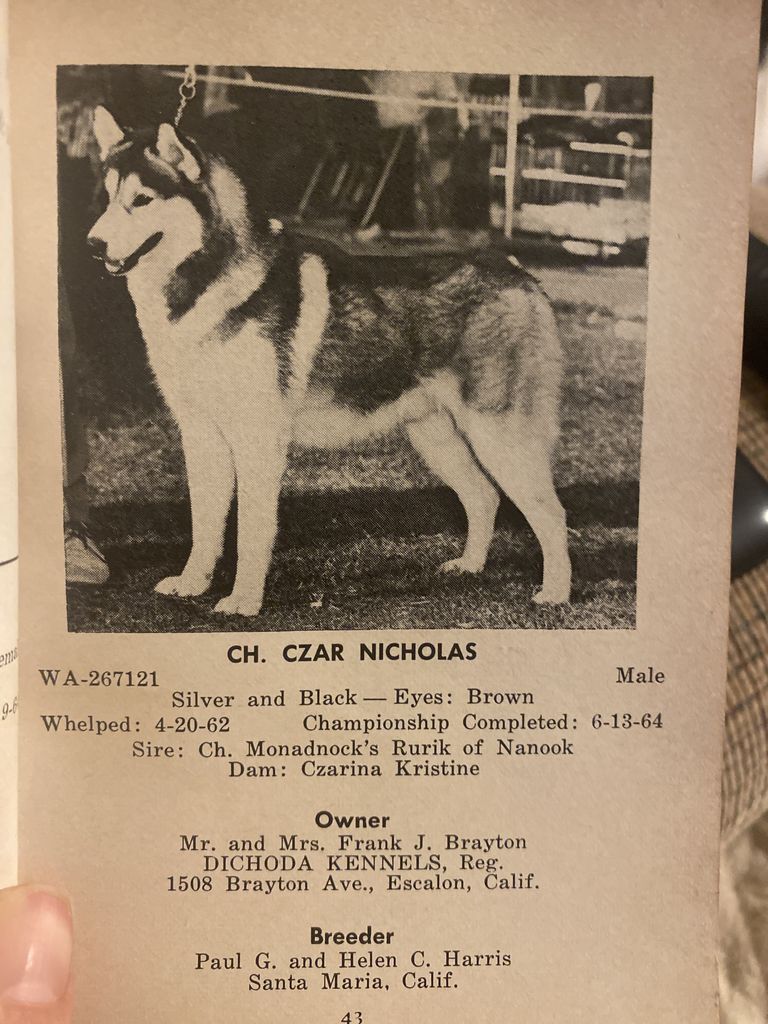 CH. CZAR NICHOLAS
WA-267121 Male
Silver and Black — Eyes: Brown
Whelped: 4-20-62 Championship Completed: 6-13-64
Sire: Ch. Monadnock's Rurik of Nanook
Dam: Czarina Kristine
Owner
Mr. and Mrs. Frank J. Brayton
DICHODA KENNELS, Reg.
1508 Brayton Ave., Escalon, Calif.
Breeder
Paul G. and Helen C. Harris
Santa Maria, Calif.
43